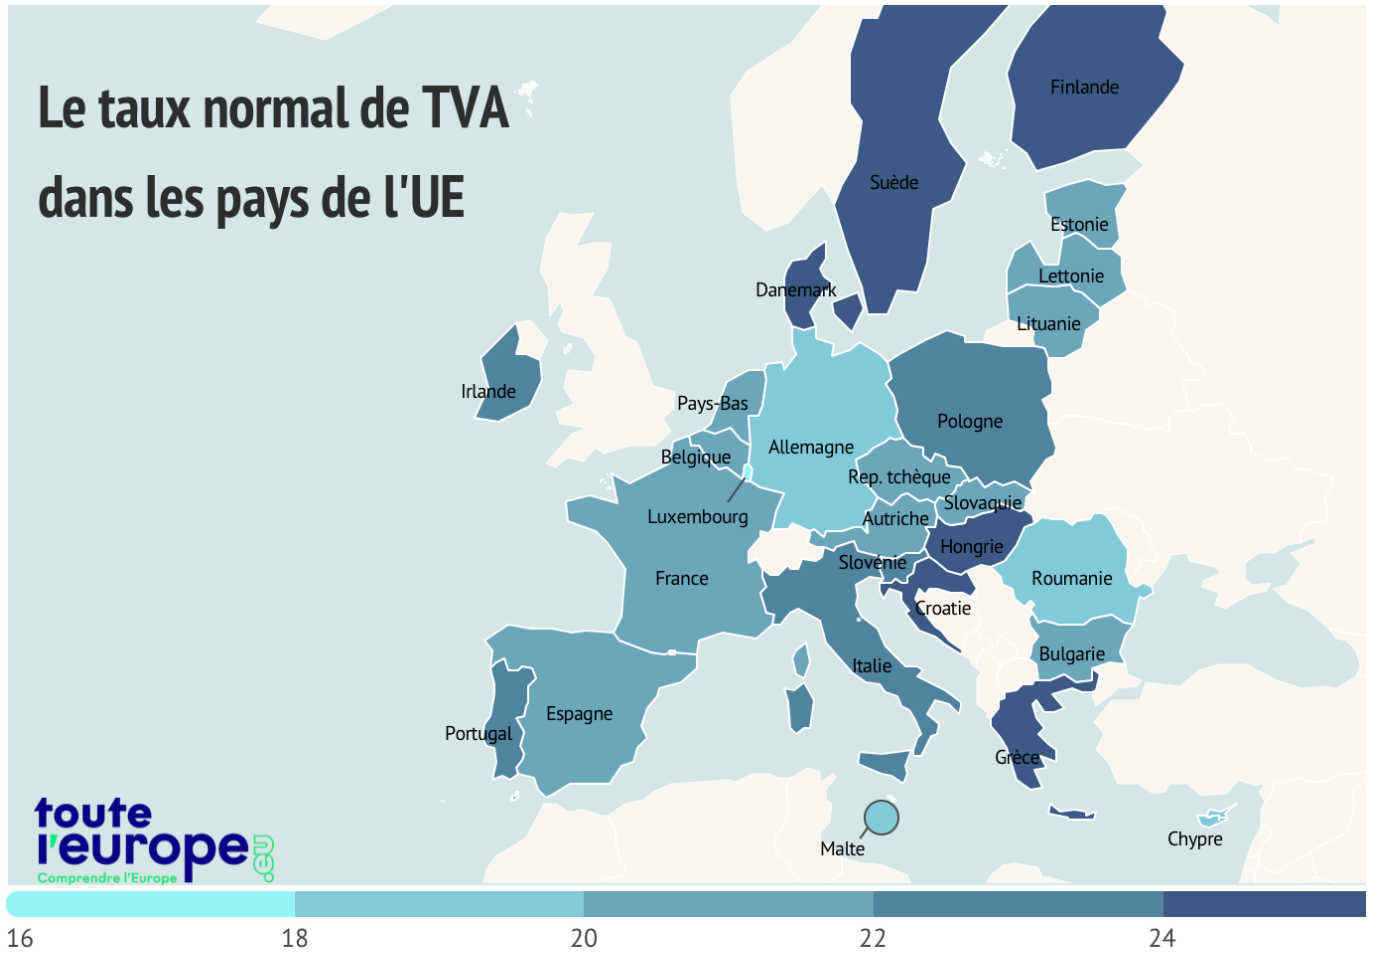 Le taux normal de TVA
dans les pays de l'UE
Finlande
Suède
Estonie
Lettonie
Danemark
Lituanie
Irlande
Pays-Bas
Pologne
Allemagne
Belgique
Rep. tchèque
Slovaquie
Luxembourg
Autriche
Hongrie
Slovénie
France
Roumanie
Croatie
Bulgarie
Italie
Espagne
Portugal
Grèce
Malte
Chypre
toute
l'europe.eu
Comprendre l'Europe
16 18 20 22 24